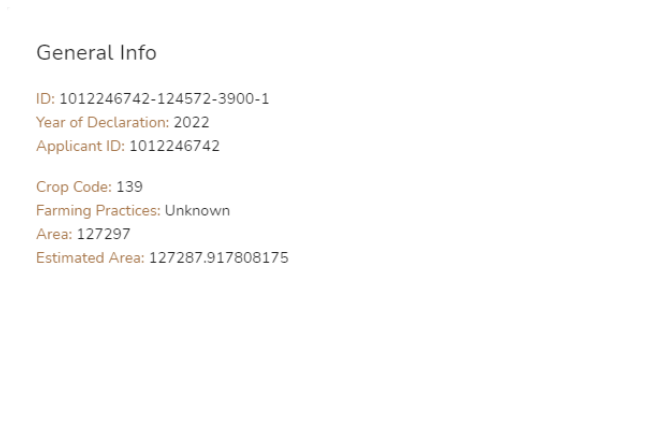 General Info
ID: 1012246742-124572-3900-1
Year of Declaration: 2022
Applicant ID: 1012246742
Crop Code: 139
Farming Practices: Unknown
Area: 127297
Estimated Area: 127287.917808175